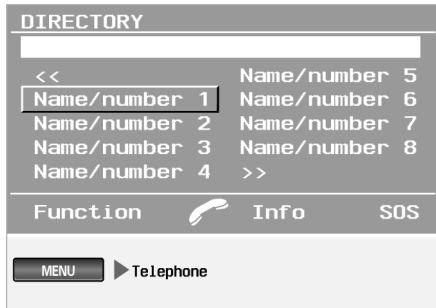 DIRECTORY
<< Name/number 5
Name/number 1 Name/number 6
Name/number 2 Name/number 7
Name/number 3 Name/number 8
Name/number 4 >>
Function Info SOS
MENU Telephone